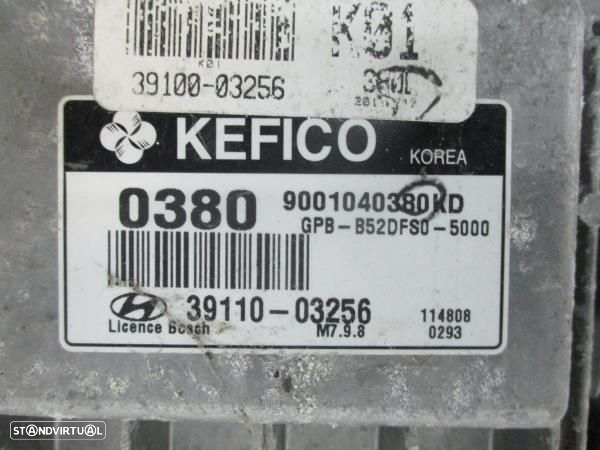 K01
K01
39100-03256
KEFICO
KOREA
0380
9001040380KD
GPB-B52DFS0-5000
39110-03256
114808
Licence Bosch
M7.9.8
0293
STANDVIRTUAL